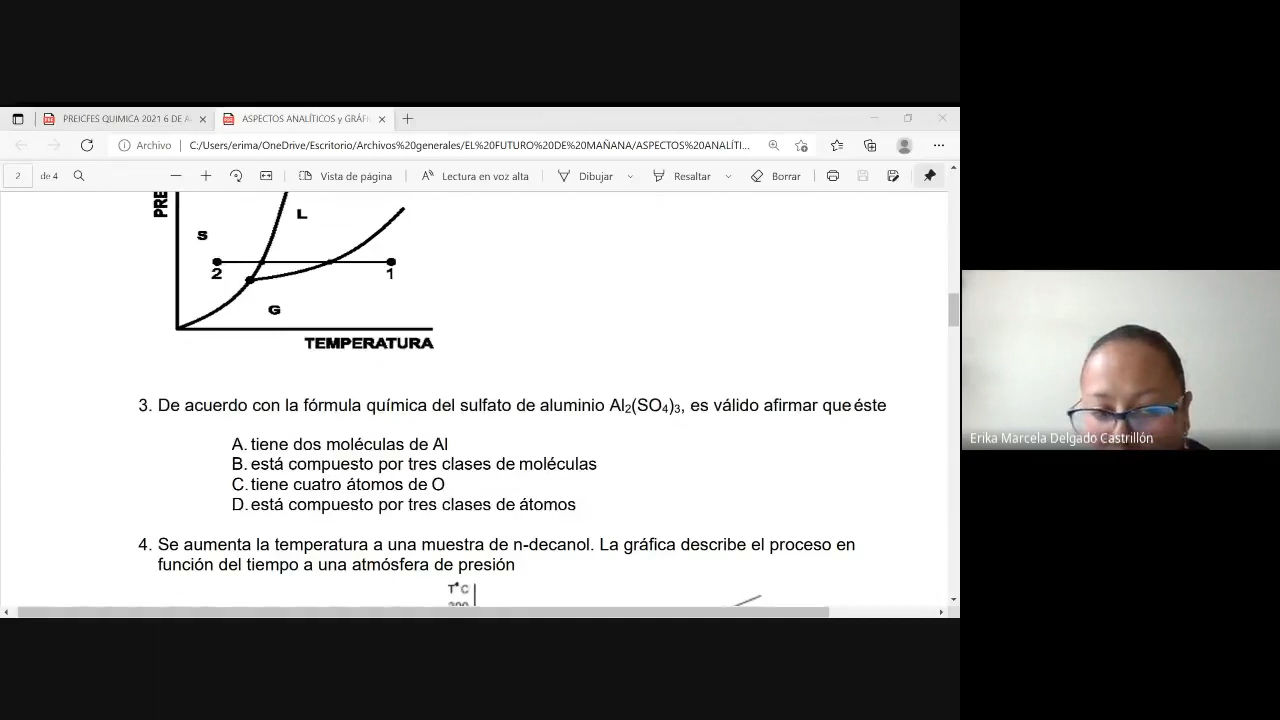 PREICFES QUIMICA 2021 6 DE A
ASPECTOS ANALÍTICOS y GRÁFI
Archivo
C:/Users/erima/OneDrive/Escritorio/Archivos%20generales/EL%20FUTURO%20DE%20MAÑANA/ASPECTOS%20ANALÍTI...
2 de 4
Vista de página
Lectura en voz alta
Dibujar
Resaltar
Borrar
PRE
L
S
2
1
G
TEMPERATURA
3. De acuerdo con la fórmula química del sulfato de aluminio Al₂(SO₄)₃, es válido afirmar que éste
A. tiene dos moléculas de Al
B. está compuesto por tres clases de moléculas
C. tiene cuatro átomos de O
D. está compuesto por tres clases de átomos
4. Se aumenta la temperatura a una muestra de n-decanol. La gráfica describe el proceso en
función del tiempo a una atmósfera de presión
T°C
Erika Marcela Delgado Castrillón